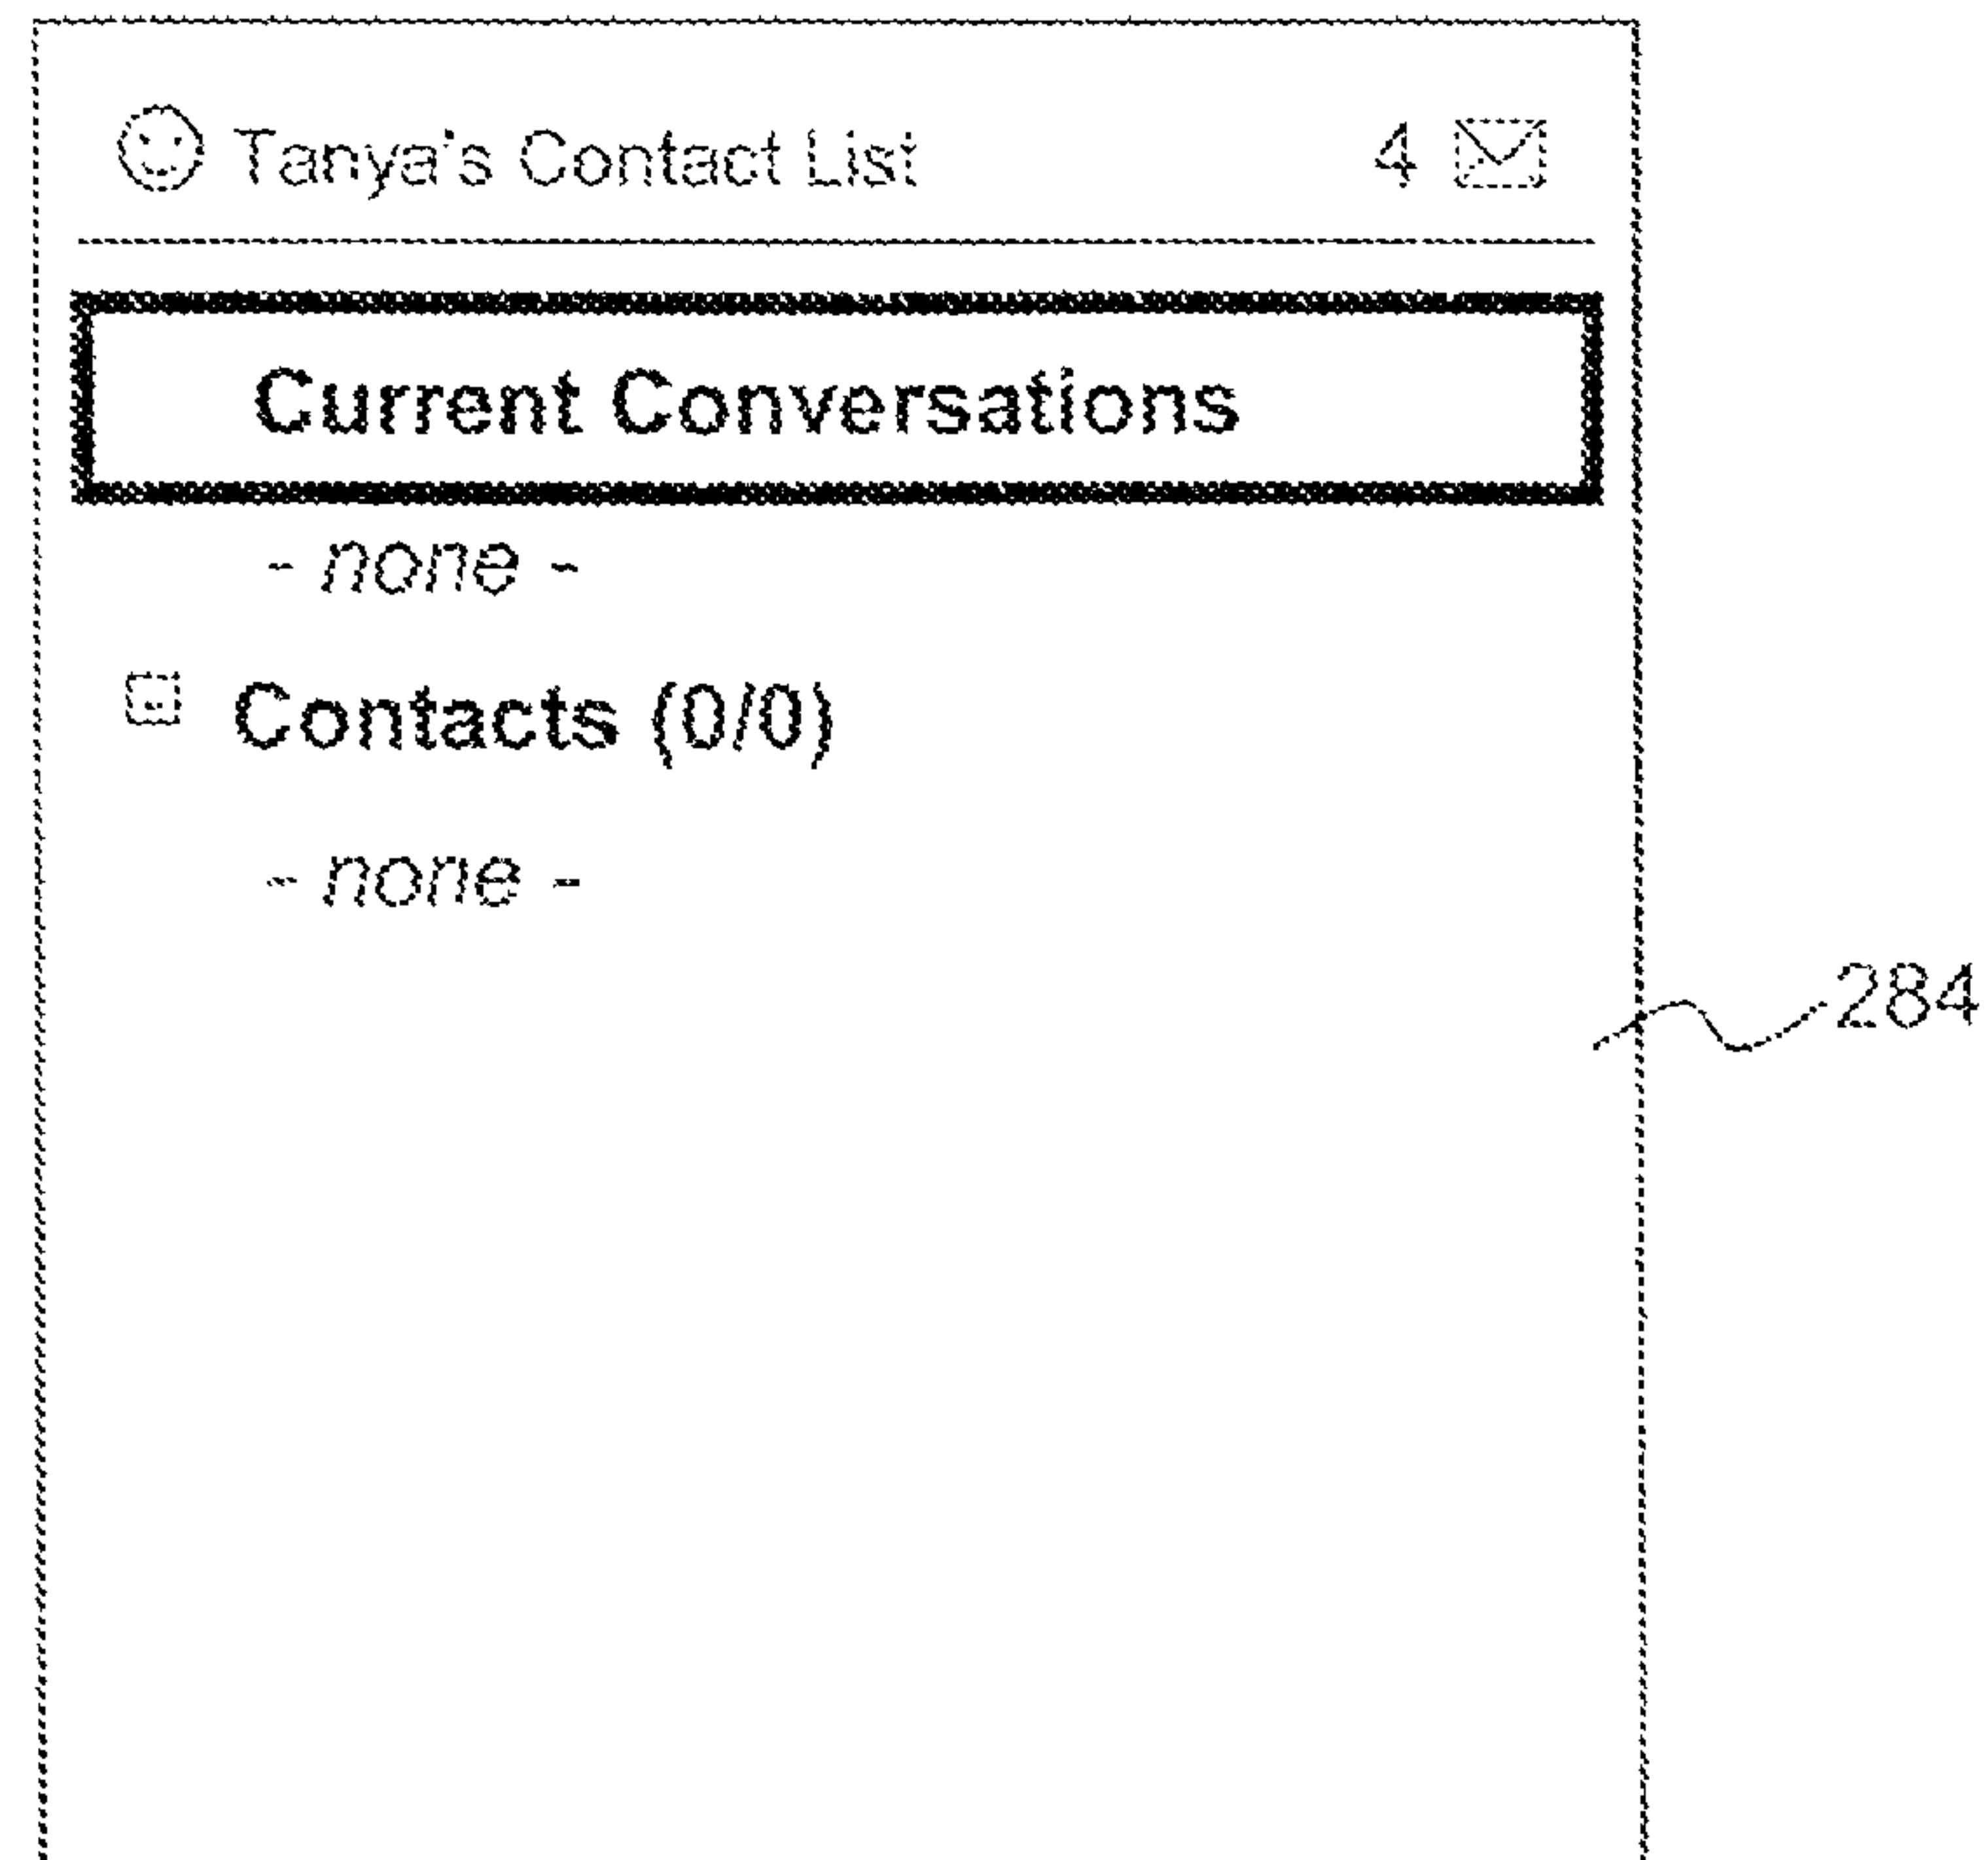 Tanya's Contact List 4
Current Conversations
- none -
Contacts (0/0)
- none -
284